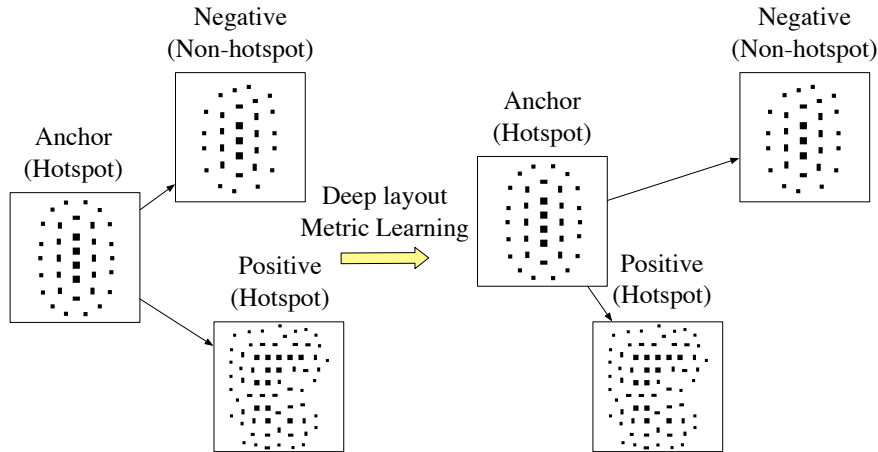 Negative
(Non-hotspot)
Anchor
(Hotspot)
Positive
(Hotspot)
Deep layout
Metric Learning
Negative
(Non-hotspot)
Anchor
(Hotspot)
Positive
(Hotspot)